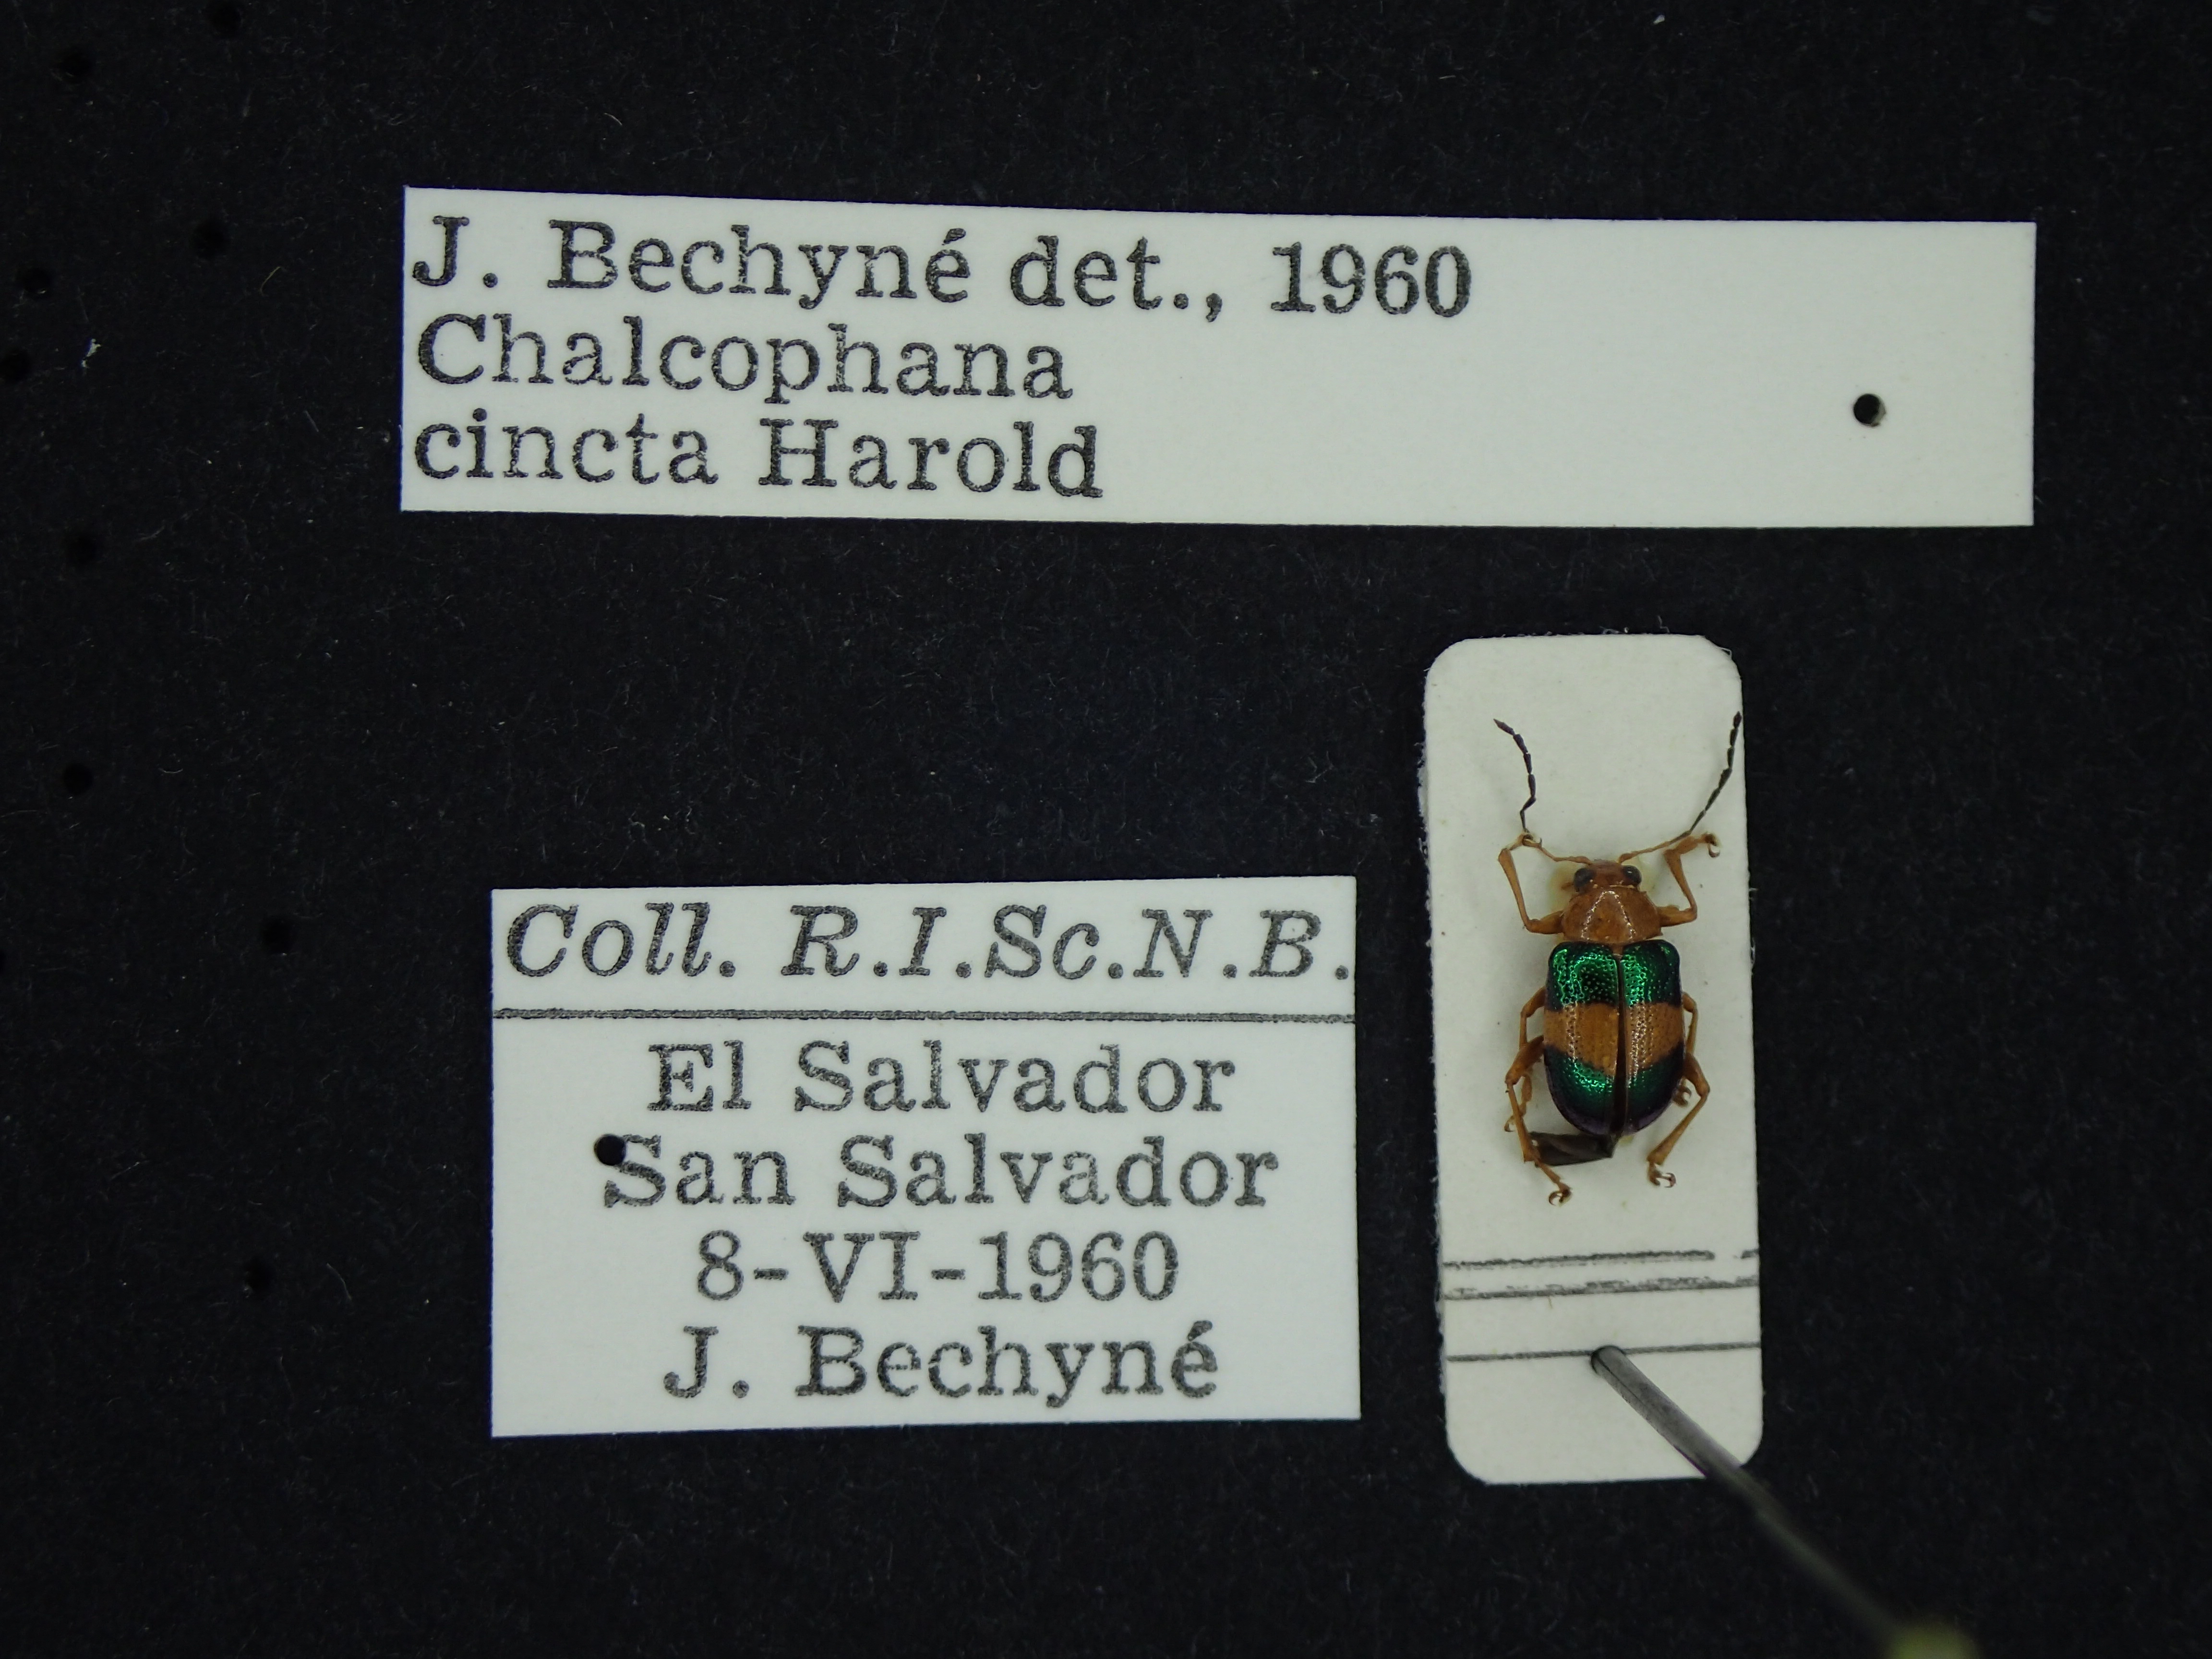 J. Bechyné det., 1960
Chalcophana
cincta Harold
Coll. R.I.Sc.N.B.
El Salvador
San Salvador
8-VI-1960
J. Bechyné